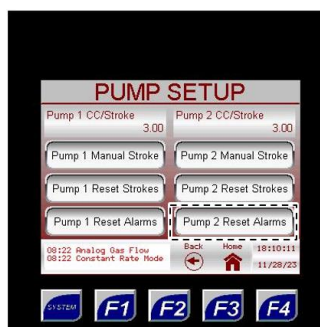 PUMP SETUP
Pump 1 CC/Stroke Pump 2 CC/Stroke
3.00 3.00
Pump 1 Manual Stroke Pump 2 Manual Stroke
Pump 1 Reset Strokes Pump 2 Reset Strokes
Pump 1 Reset Alarms Pump 2 Reset Alarms
08:22 Analog Gas Flow Back Home 18:10:11
08:22 Constant Rate Mode 11/28/23
SYSTEM F1 F2 F3 F4